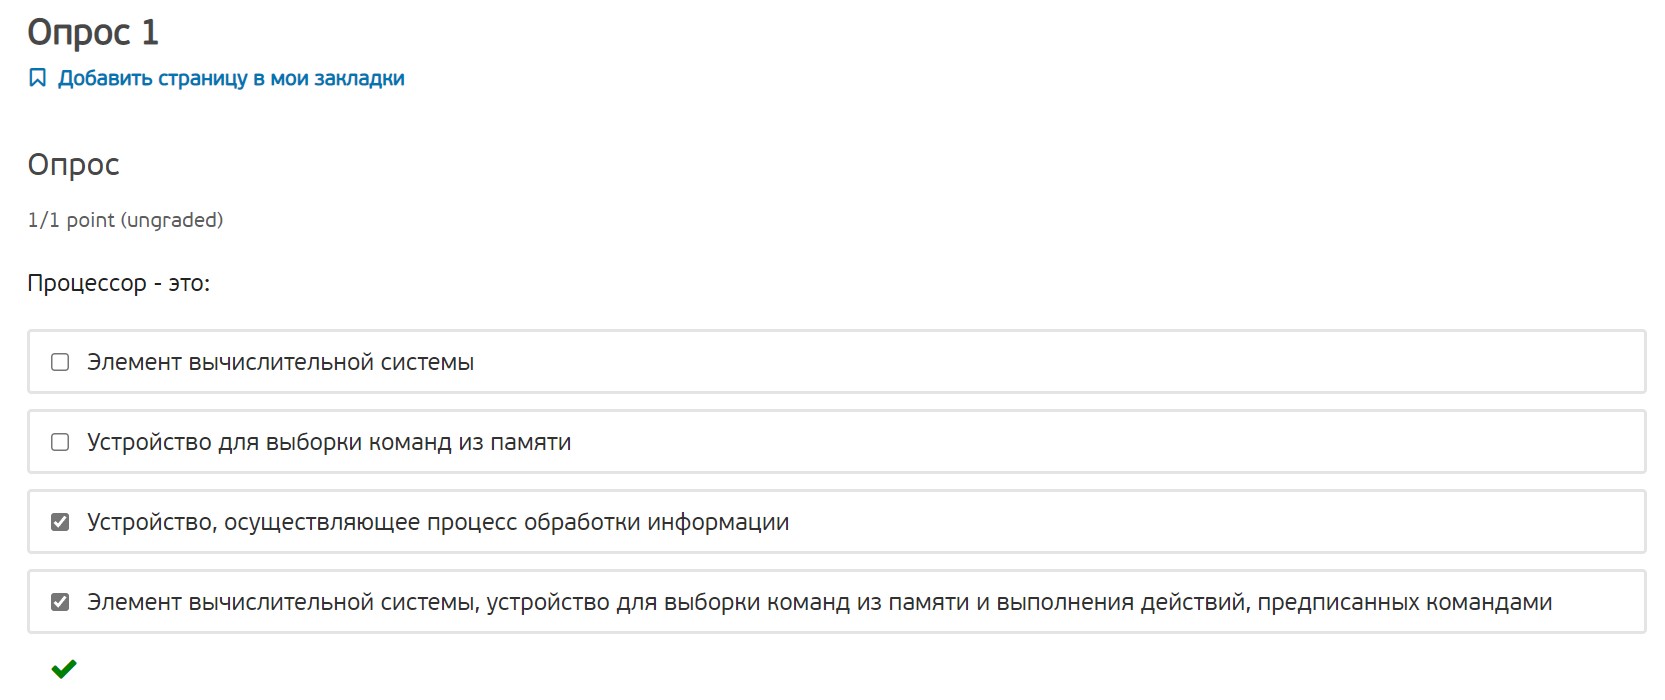 Опрос 1
Добавить страницу в мои закладки
Опрос
1/1 point (ungraded)
Процессор - это:
Элемент вычислительной системы
Устройство для выборки команд из памяти
Устройство, осуществляющее процесс обработки информации
Элемент вычислительной системы, устройство для выборки команд из памяти и выполнения действий, предписанных командами